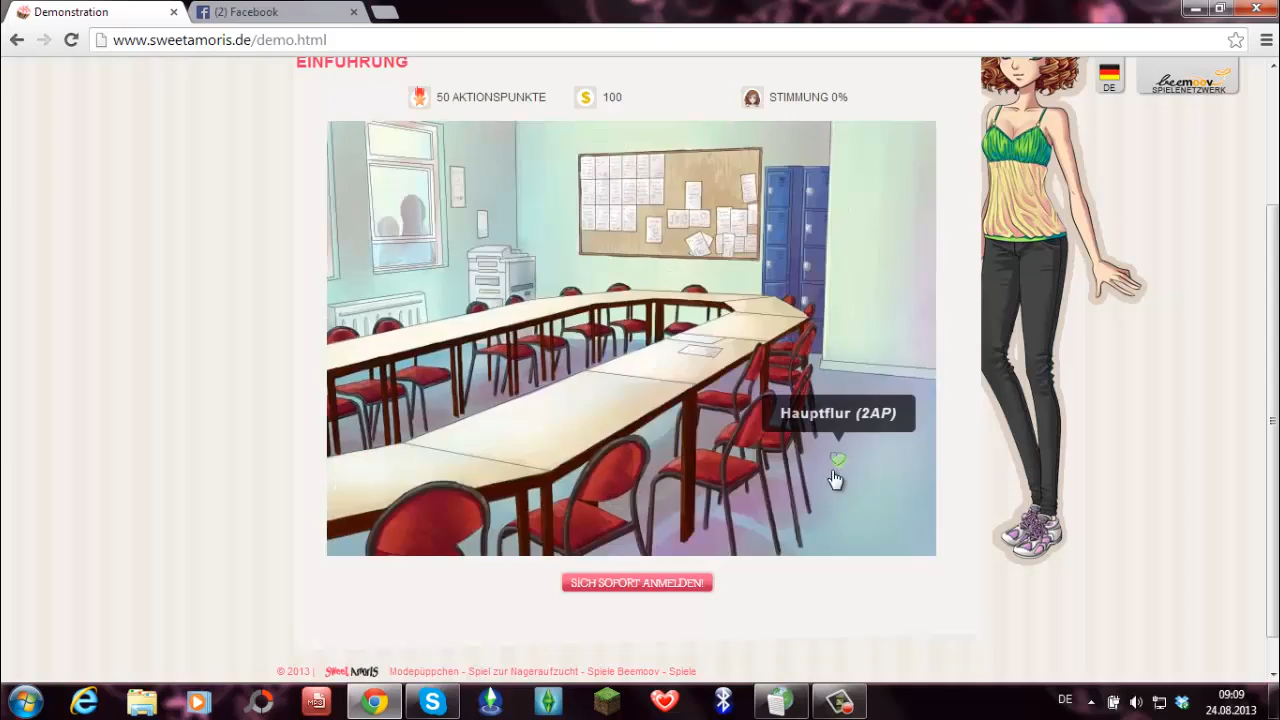 Demonstration
(2) Facebook
www.sweetamoris.de/demo.html
EINFÜHRUNG
50 AKTIONSPUNKTE
100
STIMMUNG 0%
DE
beemoov
SPIELENETZWERK
Hauptflur (2AP)
SICH SOFORT ANMELDEN!
© 2013 | Sweet AMORIS Modepüppchen - Spiel zur Nageraufzucht - Spiele Beemoov - Spiele
MP3
DE
09:09
24.08.2013